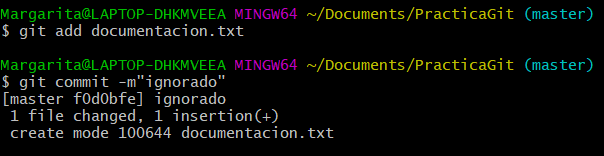 Margarita@LAPTOP-DHKMVEEA MINGW64 ~/Documents/PracticaGit (master)
$ git add documentacion.txt
Margarita@LAPTOP-DHKMVEEA MINGW64 ~/Documents/PracticaGit (master)
$ git commit -m"ignorado"
[master f0d0bfe] ignorado
 1 file changed, 1 insertion(+)
 create mode 100644 documentacion.txt